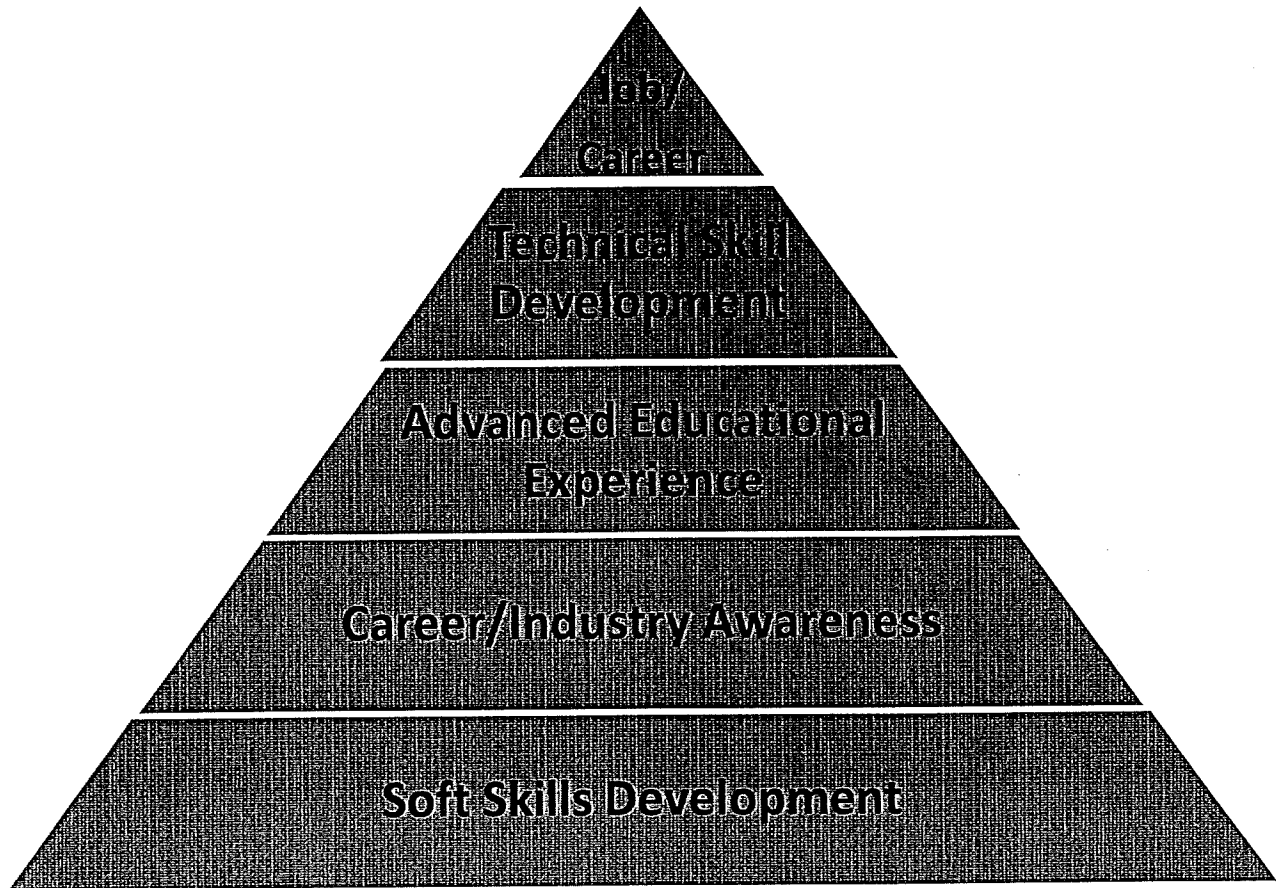 Job/
Career
Technical Skill
Development
Advanced Educational
Experience
Career/Industry Awareness
Soft Skills Development